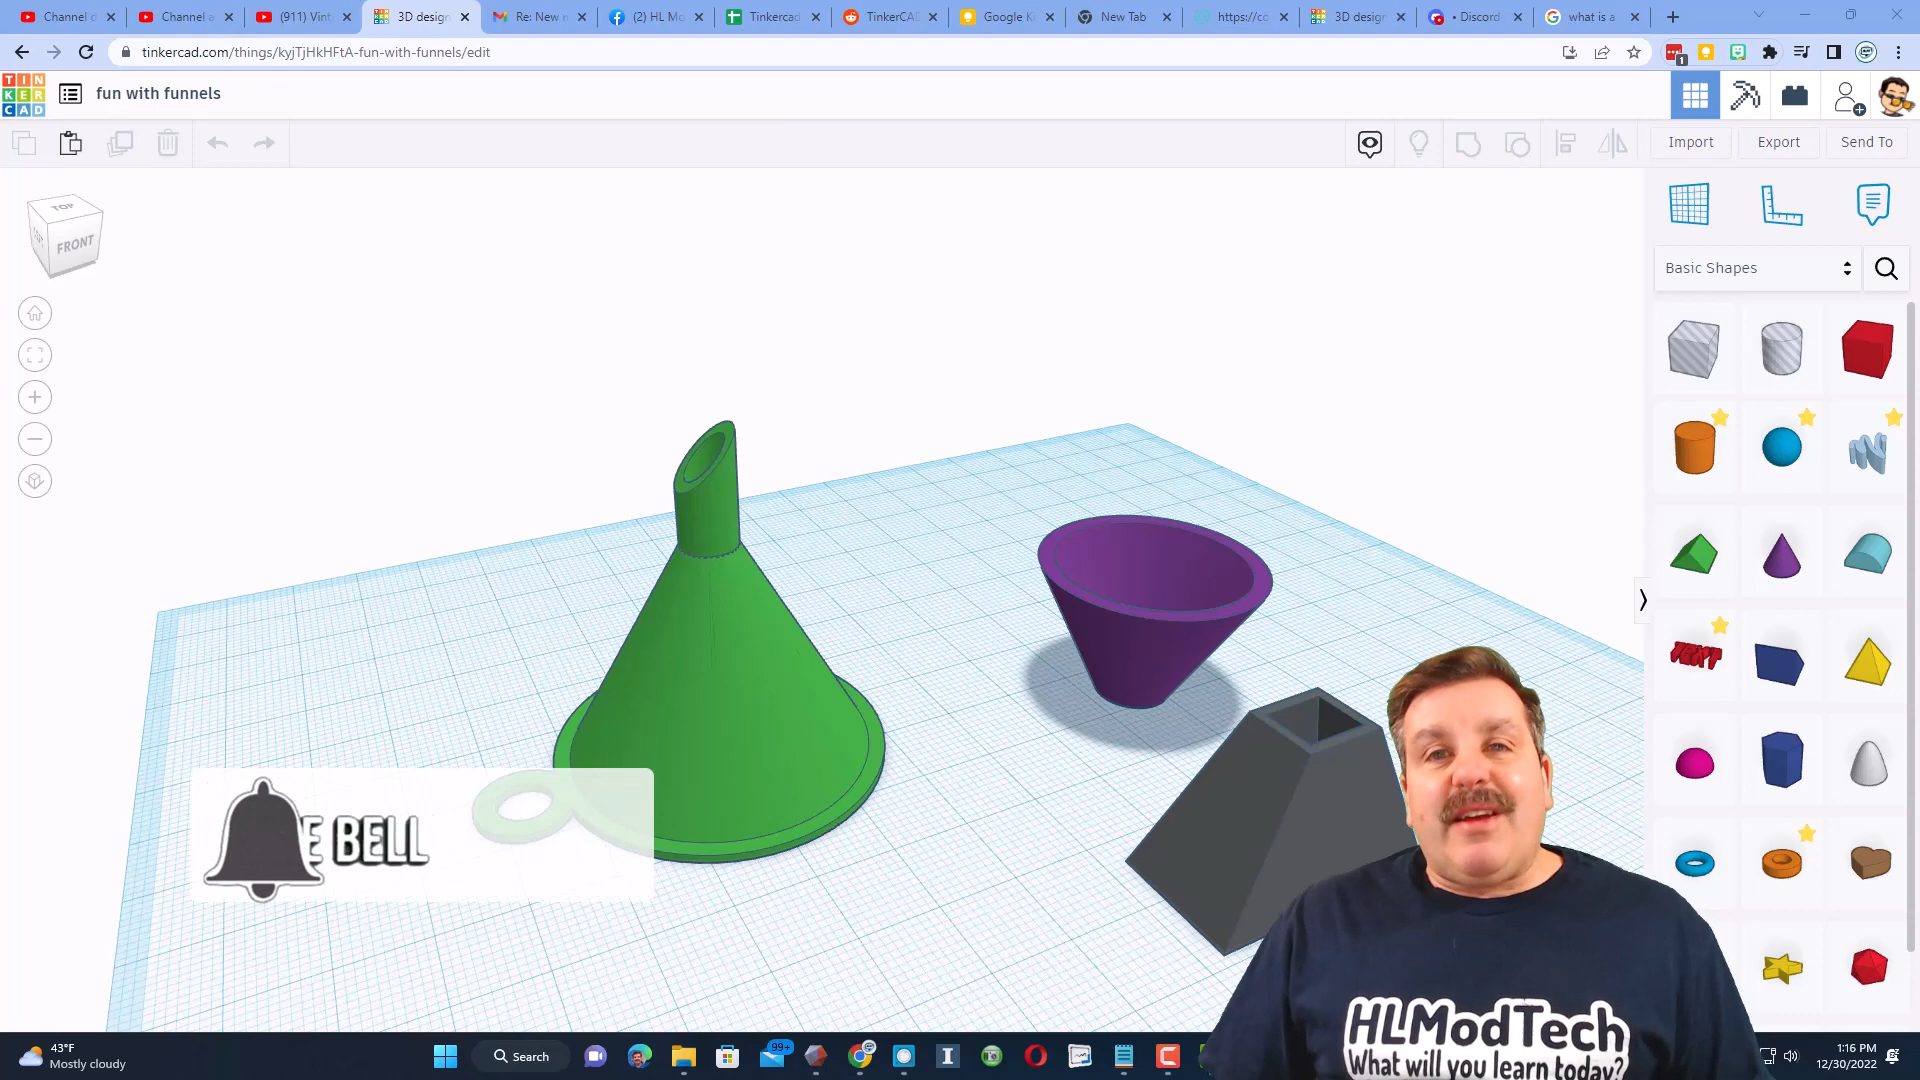 Channel d
Channel a
(911) Vint
3D design
Re: New n
(2) HL Mo
Tinkercad
TinkerCAD
Google K
New Tab
https://co
3D design
• Discord
what is a
tinkercad.com/things/kyjTjHkHFtA-fun-with-funnels/edit
1
TIN
KER
CAD
fun with funnels
Import
Export
Send To
TOP
FRONT
Basic Shapes
TEXT
E BELL
HLModTech
What will you learn today?
43°F
Mostly cloudy
Search
99+
1:16 PM
12/30/2022